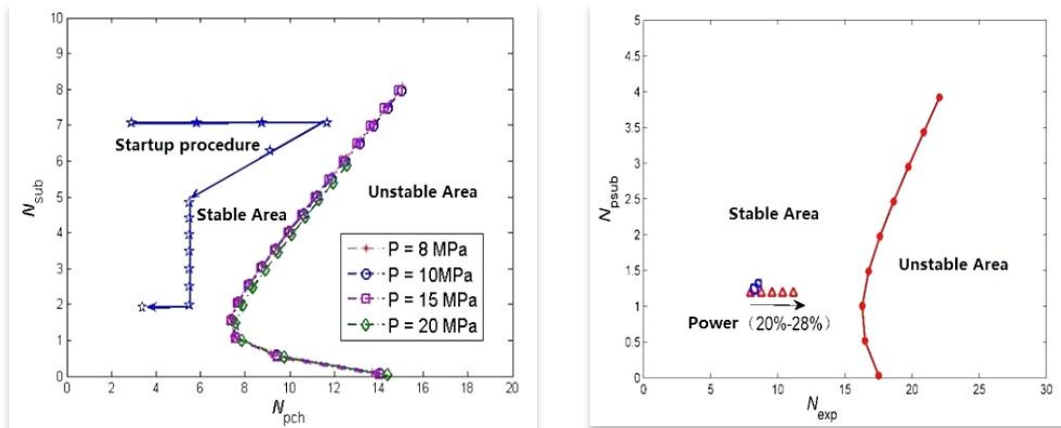 10
9
8
7
6
5
4
3
2
1
0
N_sub
Startup procedure
Stable Area
Unstable Area
P = 8 MPa
P = 10MPa
P = 15 MPa
P = 20 MPa
0 2 4 6 8 10 12 14 16 18 20
N_pch
5
4.5
4
3.5
3
2.5
2
1.5
1
0.5
0
N_psub
Stable Area
Unstable Area
Power（20%-28%）
0 5 10 15 20 25 30
N_exp